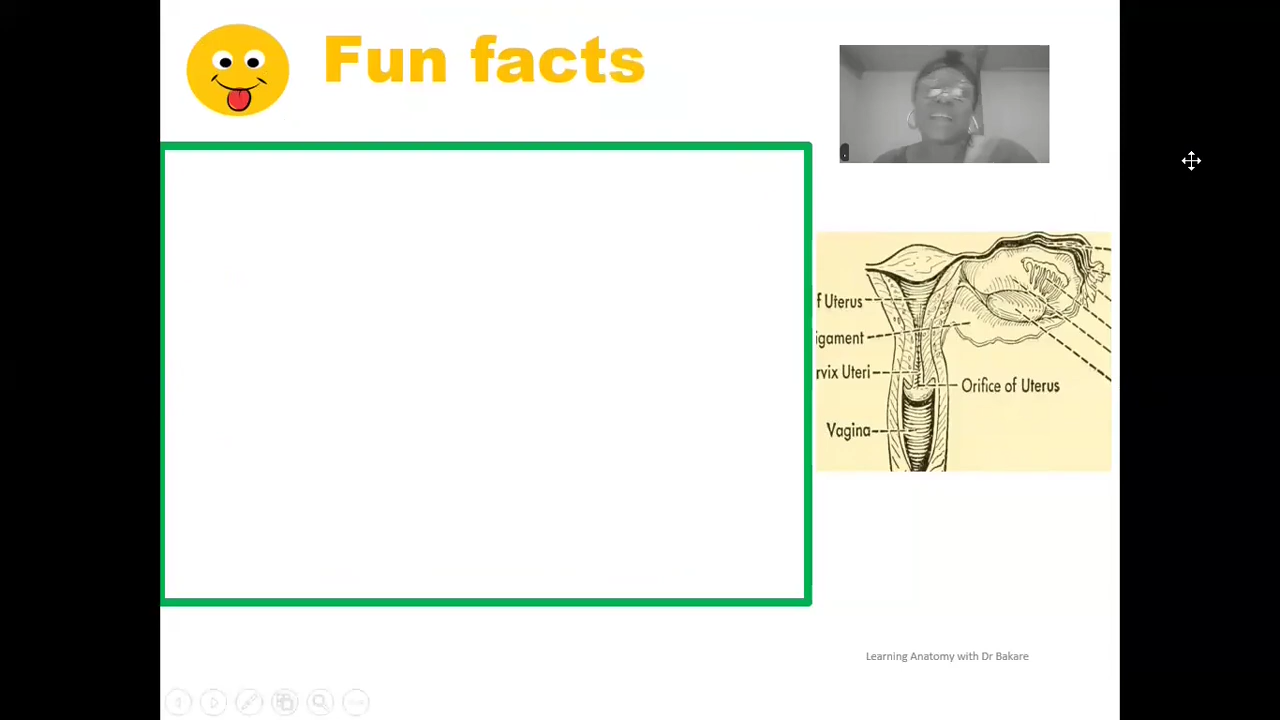 Fun facts
f Uterus
igament
rvix Uteri
Orifice of Uterus
Vagina
Learning Anatomy with Dr Bakare